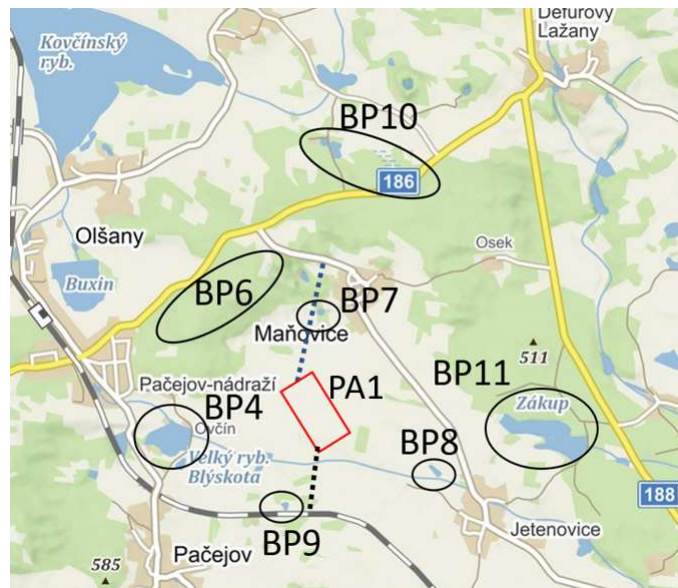 Defurovy
Lažany
Kovčínský
ryb.
BP10
186
Olšany
Osek
Buxín
BP6
BP7
Maňovice
511
Pačejov-nádraží
PA1
BP11
BP4
Zákup
Ovčín
Velký ryb.
Blýskota
BP8
188
BP9
Jetenovice
Pačejov
585